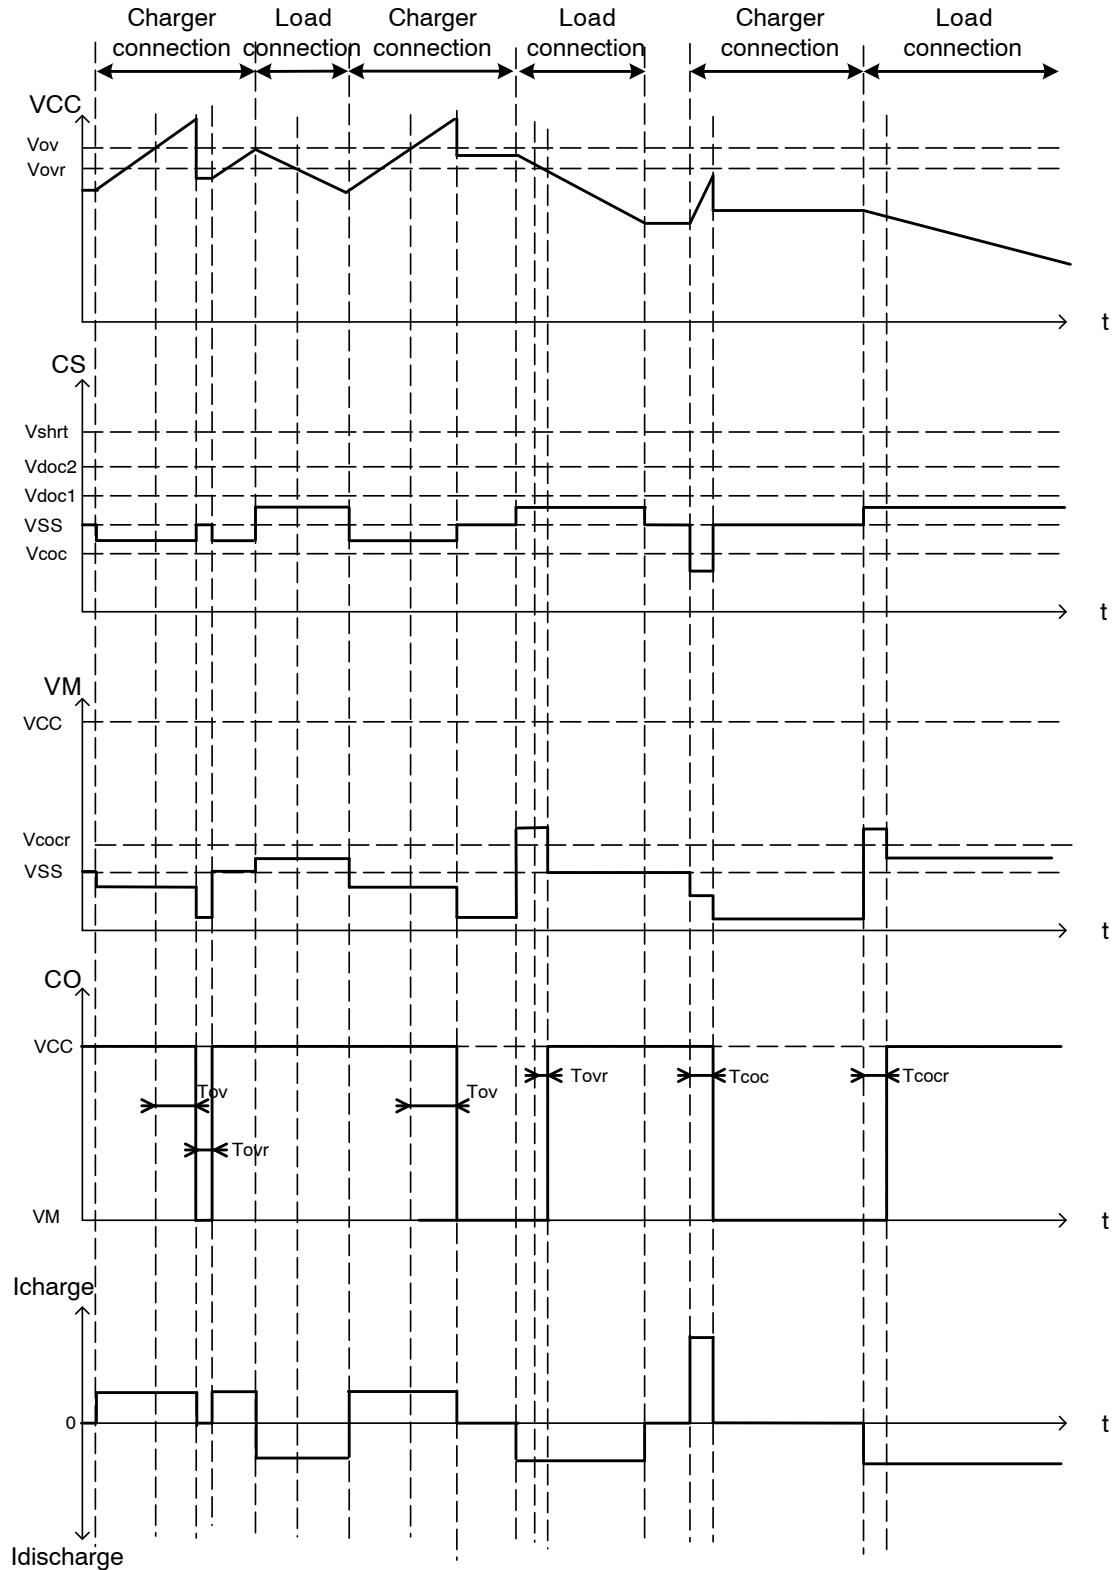 Charger connection
Load connection
Charger connection
Load connection
Charger connection
Load connection
VCC
Vov
Vovr
t
CS
Vshrt
Vdoc2
Vdoc1
VSS
Vcoc
t
VM
VCC
Vcocr
VSS
t
CO
VCC
Tov
Tovr
Tov
Tovr
Tcoc
Tcocr
VM
t
Icharge
0
t
Idischarge